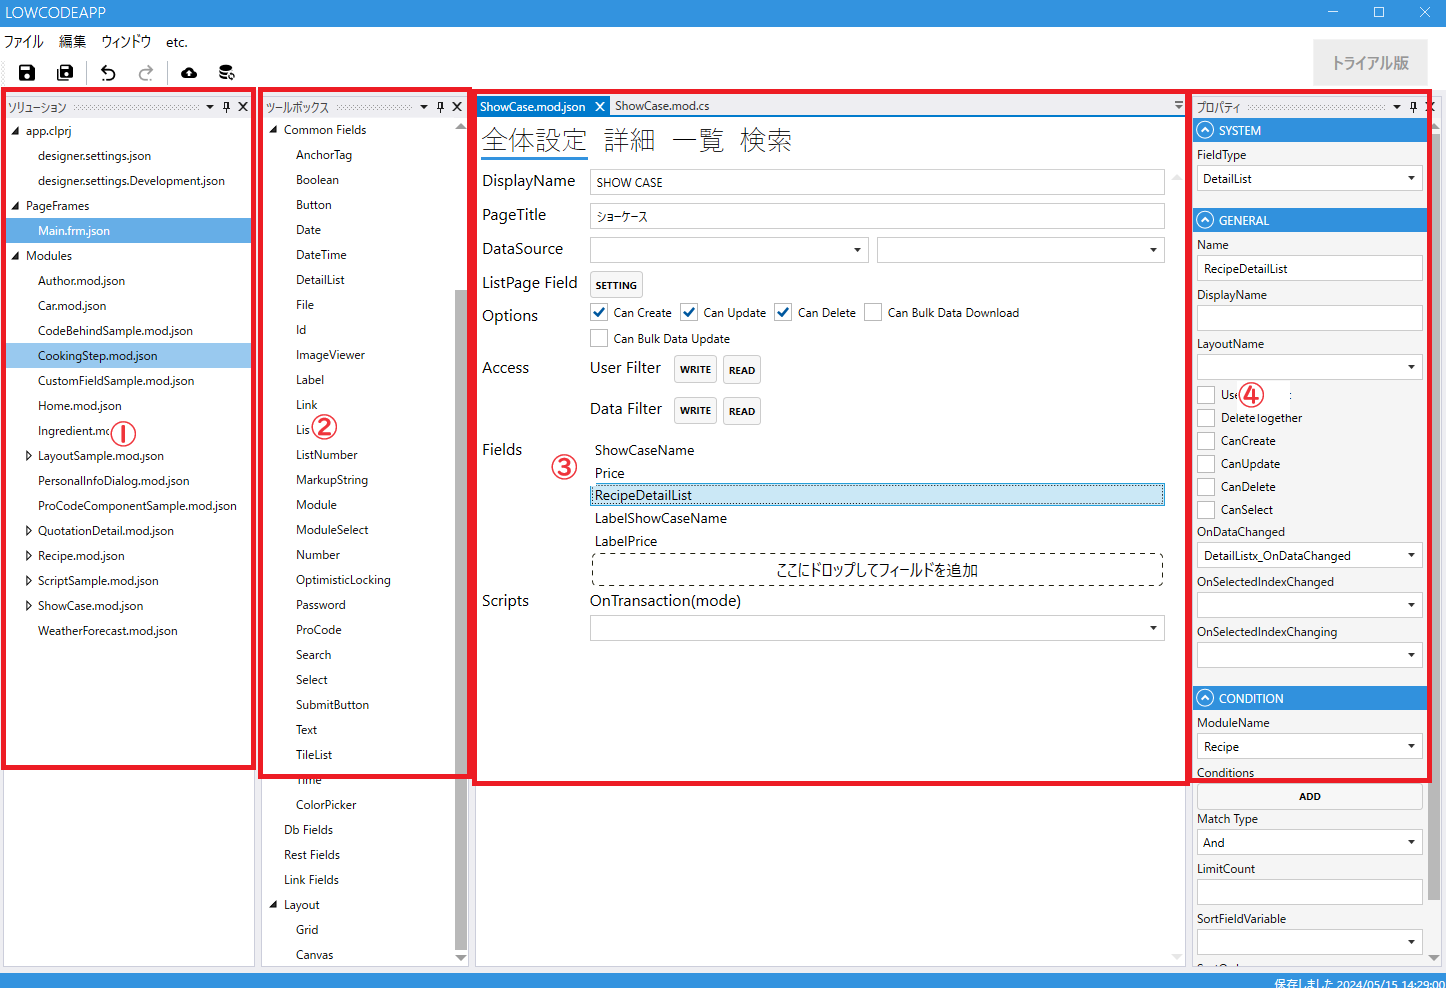 LOWCODEAPP
ファイル 編集 ウィンドウ etc.
トライアル版
ソリューション
app.clprj
designer.settings.json
designer.settings.Development.json
PageFrames
Main.frm.json
Modules
Author.mod.json
Car.mod.json
CodeBehindSample.mod.json
CookingStep.mod.json
CustomFieldSample.mod.json
Home.mod.json
Ingredient.mo
①
LayoutSample.mod.json
PersonalInfoDialog.mod.json
ProCodeComponentSample.mod.json
QuotationDetail.mod.json
Recipe.mod.json
ScriptSample.mod.json
ShowCase.mod.json
WeatherForecast.mod.json
ツールボックス
Common Fields
AnchorTag
Boolean
Button
Date
DateTime
DetailList
File
Id
ImageViewer
Label
Link
Lis
②
ListNumber
MarkupString
Module
ModuleSelect
Number
OptimisticLocking
Password
ProCode
Search
Select
SubmitButton
Text
TileList
Time
ColorPicker
Db Fields
Rest Fields
Link Fields
Layout
Grid
Canvas
ShowCase.mod.json ShowCase.mod.cs
全体設定 詳細 一覧 検索
DisplayName SHOW CASE
PageTitle ショーケース
DataSource
ListPage Field SETTING
Options Can Create Can Update Can Delete Can Bulk Data Download
Can Bulk Data Update
Access User Filter WRITE READ
Data Filter WRITE READ
Fields ShowCaseName
③
Price
RecipeDetailList
LabelShowCaseName
LabelPrice
ここにドロップしてフィールドを追加
Scripts OnTransaction(mode)
プロパティ
SYSTEM
FieldType
DetailList
GENERAL
Name
RecipeDetailList
DisplayName
LayoutName
④
DeleteTogether
CanCreate
CanUpdate
CanDelete
CanSelect
OnDataChanged
DetailListx_OnDataChanged
OnSelectedIndexChanged
OnSelectedIndexChanging
CONDITION
ModuleName
Recipe
Conditions
ADD
Match Type
And
LimitCount
SortFieldVariable
保存しました 2024/05/15 14:29:00